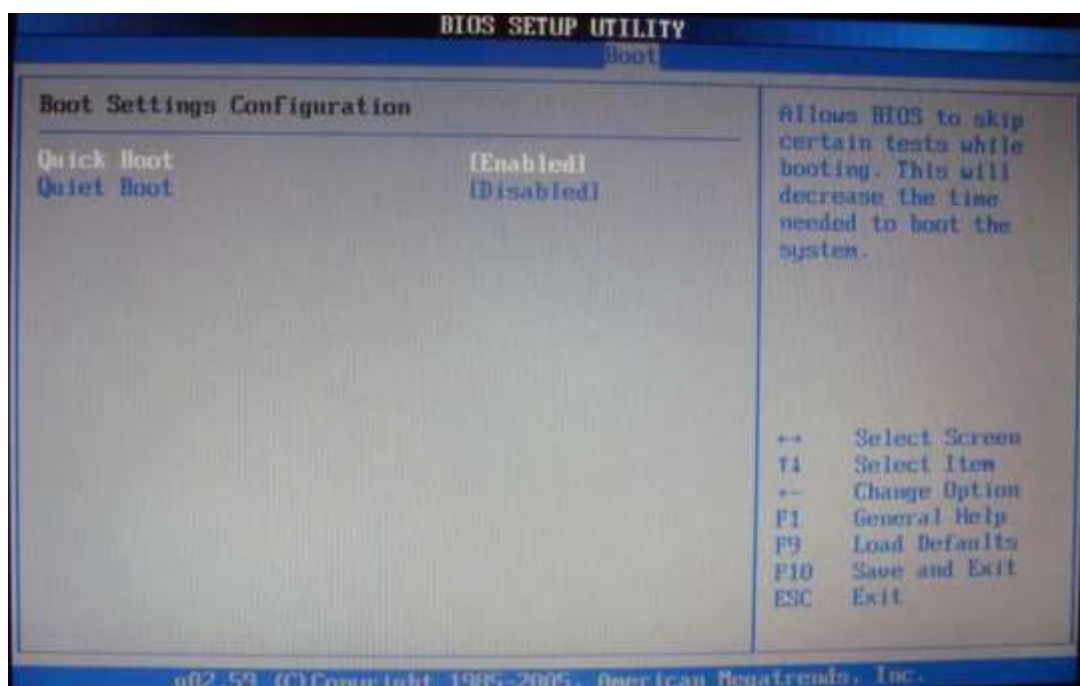 BIOS SETUP UTILITY
Boot
Boot Settings Configuration
Quick Boot [Enabled]
Quiet Boot [Disabled]
Allows BIOS to skip
certain tests while
booting. This will
decrease the time
needed to boot the
system.
←→ Select Screen
↑↓ Select Item
+- Change Option
F1 General Help
F9 Load Defaults
F10 Save and Exit
ESC Exit
v02.59 (C)Copyright 1985-2005, American Megatrends, Inc.